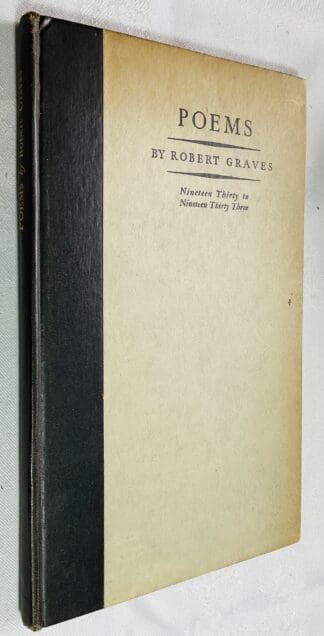 POEMS by Robert Graves
POEMS
BY ROBERT GRAVES
Nineteen Thirty to
Nineteen Thirty Three